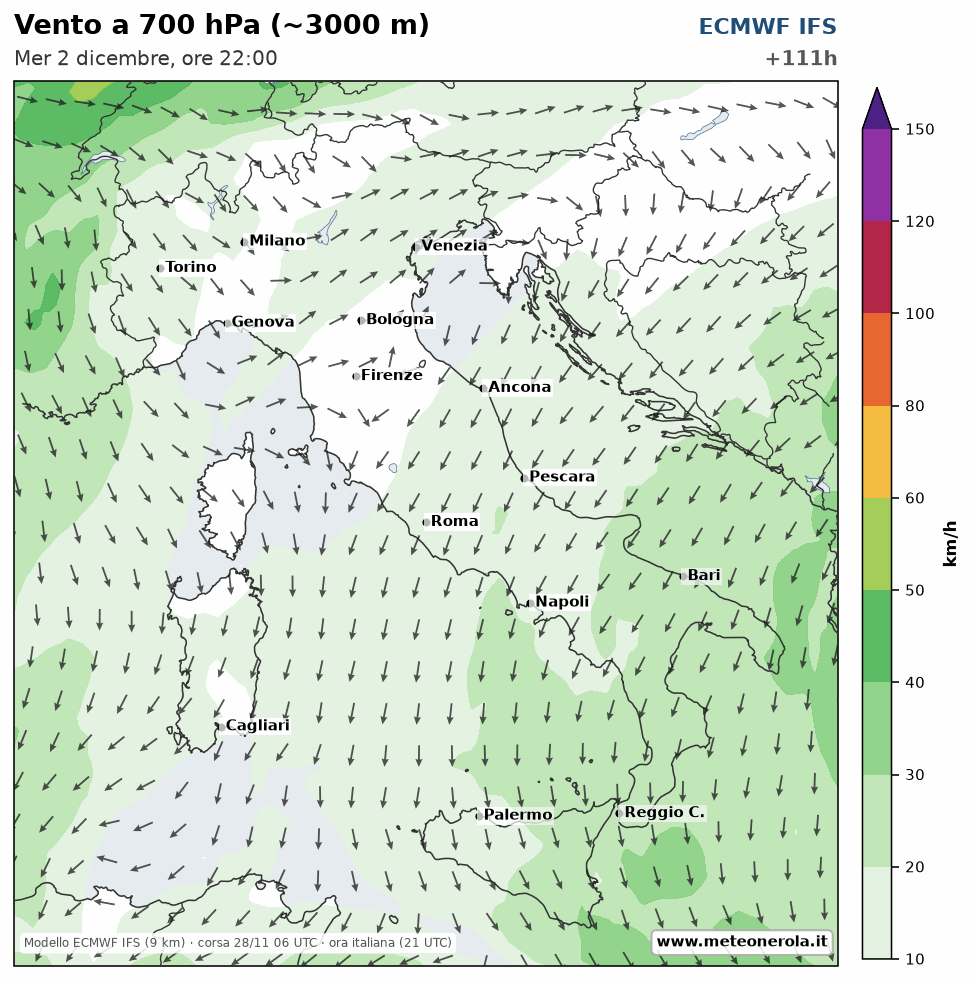 Vento a 700 hPa (~3000 m)
ECMWF IFS
Mer 2 dicembre, ore 22:00
+111h
Milano
Venezia
Torino
Genova
Bologna
Firenze
Ancona
Pescara
Roma
Bari
Napoli
Cagliari
Palermo
Reggio C.
150
120
100
80
60
50
40
30
20
10
km/h
Modello ECMWF IFS (9 km) · corsa 28/11 06 UTC · ora italiana (21 UTC)
www.meteonerola.it